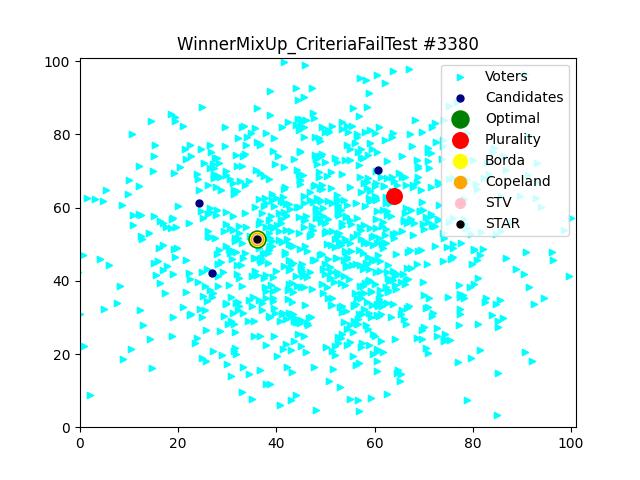 WinnerMixUp_CriteriaFailTest #3380
100
80
60
40
20
0
0 20 40 60 80 100
Voters
Candidates
Optimal
Plurality
Borda
Copeland
STV
STAR